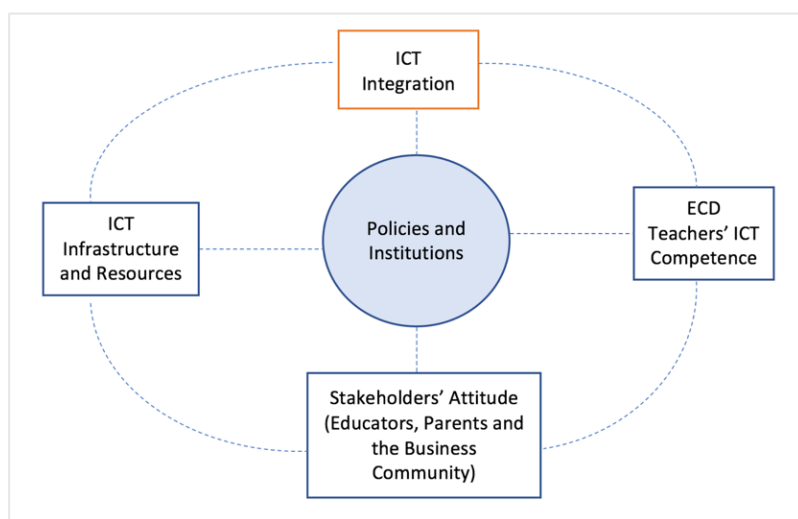 ICT
Integration
ICT
Infrastructure
and Resources
Policies and
Institutions
ECD
Teachers’ ICT
Competence
Stakeholders’ Attitude
(Educators, Parents and
the Business
Community)